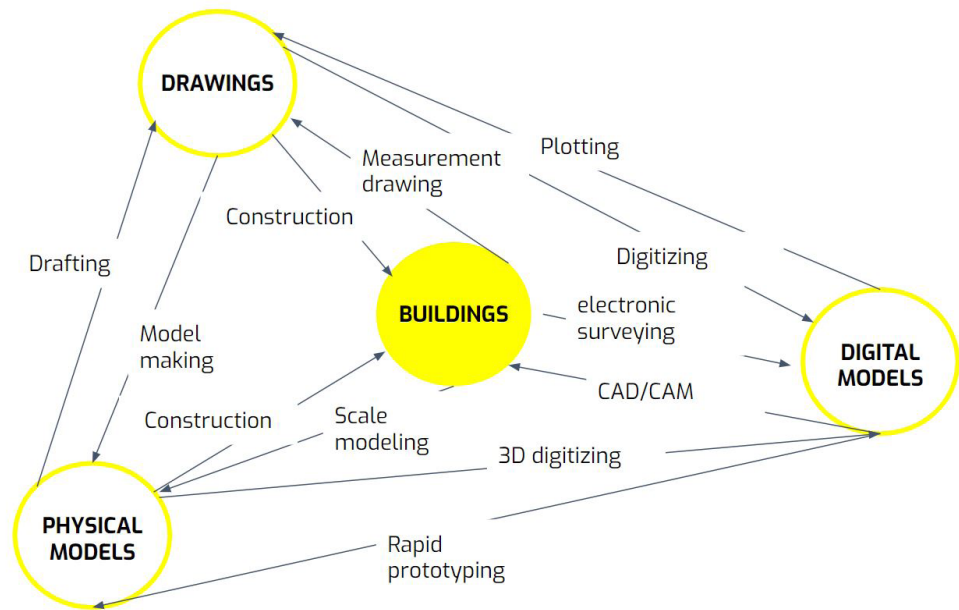 DRAWINGS
Plotting
Measurement
drawing
Construction
Digitizing
Drafting
BUILDINGS
electronic
surveying
Model
making
DIGITAL
MODELS
CAD/CAM
Construction
Scale
modeling
3D digitizing
PHYSICAL
MODELS
Rapid
prototyping